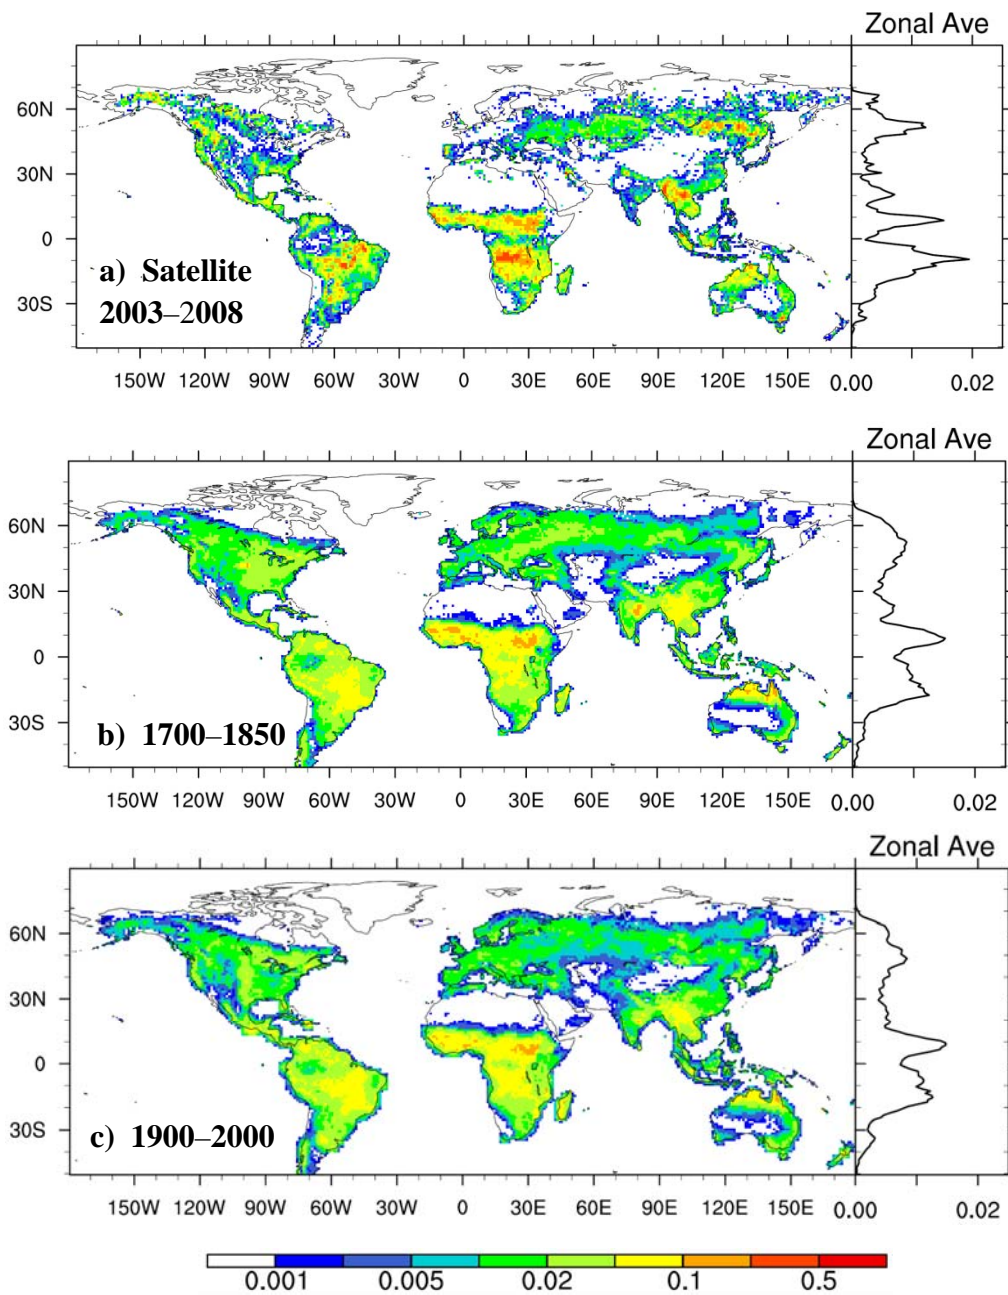 Zonal Ave
60N
30N
0
30S
a) Satellite
2003–2008
150W 120W 90W 60W 30W 0 30E 60E 90E 120E 150E 0.00 0.02
Zonal Ave
60N
30N
0
30S
b) 1700–1850
150W 120W 90W 60W 30W 0 30E 60E 90E 120E 150E 0.00 0.02
Zonal Ave
60N
30N
0
30S
c) 1900–2000
150W 120W 90W 60W 30W 0 30E 60E 90E 120E 150E 0.00 0.02
0.001 0.005 0.02 0.1 0.5